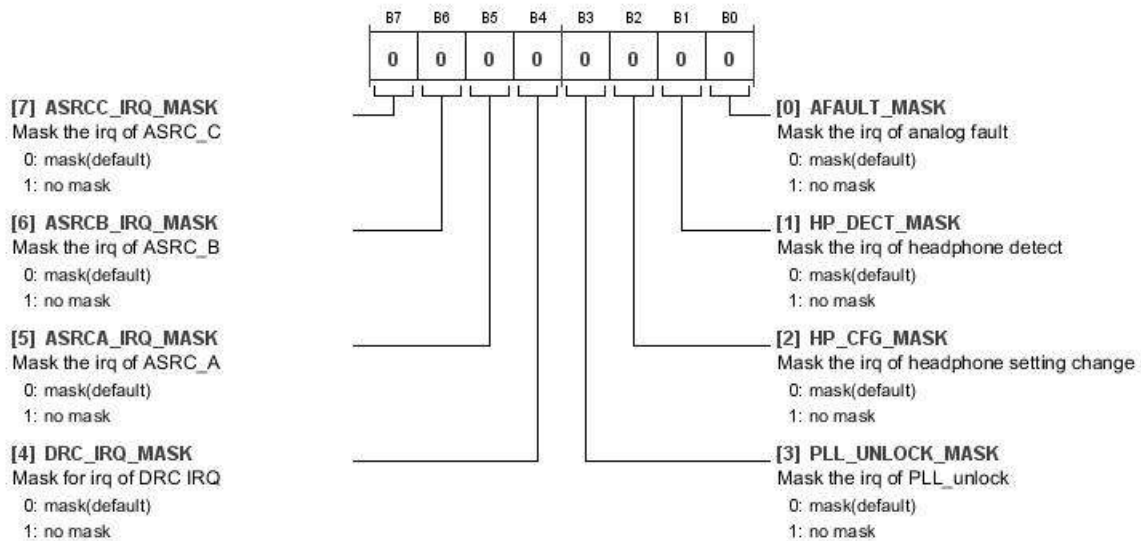 B7 B6 B5 B4 B3 B2 B1 B0
0 0 0 0 0 0 0 0
[7] ASRCC_IRQ_MASK
Mask the irq of ASRC_C
0: mask(default)
1: no mask
[6] ASRCB_IRQ_MASK
Mask the irq of ASRC_B
0: mask(default)
1: no mask
[5] ASRCA_IRQ_MASK
Mask the irq of ASRC_A
0: mask(default)
1: no mask
[4] DRC_IRQ_MASK
Mask for irq of DRC IRQ
0: mask(default)
1: no mask
[0] AFAULT_MASK
Mask the irq of analog fault
0: mask(default)
1: no mask
[1] HP_DECT_MASK
Mask the irq of headphone detect
0: mask(default)
1: no mask
[2] HP_CFG_MASK
Mask the irq of headphone setting change
0: mask(default)
1: no mask
[3] PLL_UNLOCK_MASK
Mask the irq of PLL_unlock
0: mask(default)
1: no mask